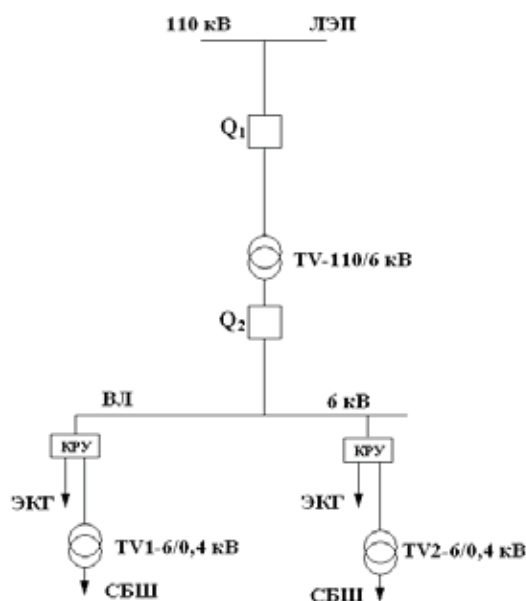 110 кВ ЛЭП
Q1
TV-110/6 кВ
Q2
ВЛ 6 кВ
КРУ КРУ
ЭКГ ЭКГ
TV1-6/0,4 кВ TV2-6/0,4 кВ
СБШ СБШ